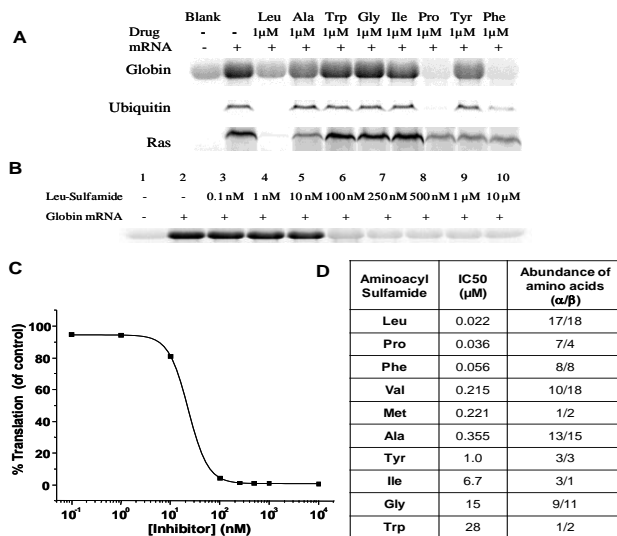 A
Blank Leu Ala Trp Gly Ile Pro Tyr Phe
Drug - - 1µM 1µM 1µM 1µM 1µM 1µM 1µM 1µM
mRNA - + + + + + + + + +
Globin
Ubiquitin
Ras
B
1 2 3 4 5 6 7 8 9 10
Leu-Sulfamide - - 0.1 nM 1 nM 10 nM 100 nM 250 nM 500 nM 1 µM 10 µM
Globin mRNA - + + + + + + + + +
C
% Translation (of control)
100
80
60
40
20
0
10-1 100 101 102 103 104
[Inhibitor] (nM)
D
Aminoacyl Sulfamide IC50 (µM) Abundance of amino acids (α/β)
Leu 0.022 17/18
Pro 0.036 7/4
Phe 0.056 8/8
Val 0.215 10/18
Met 0.221 1/2
Ala 0.355 13/15
Tyr 1.0 3/3
Ile 6.7 3/1
Gly 15 9/11
Trp 28 1/2